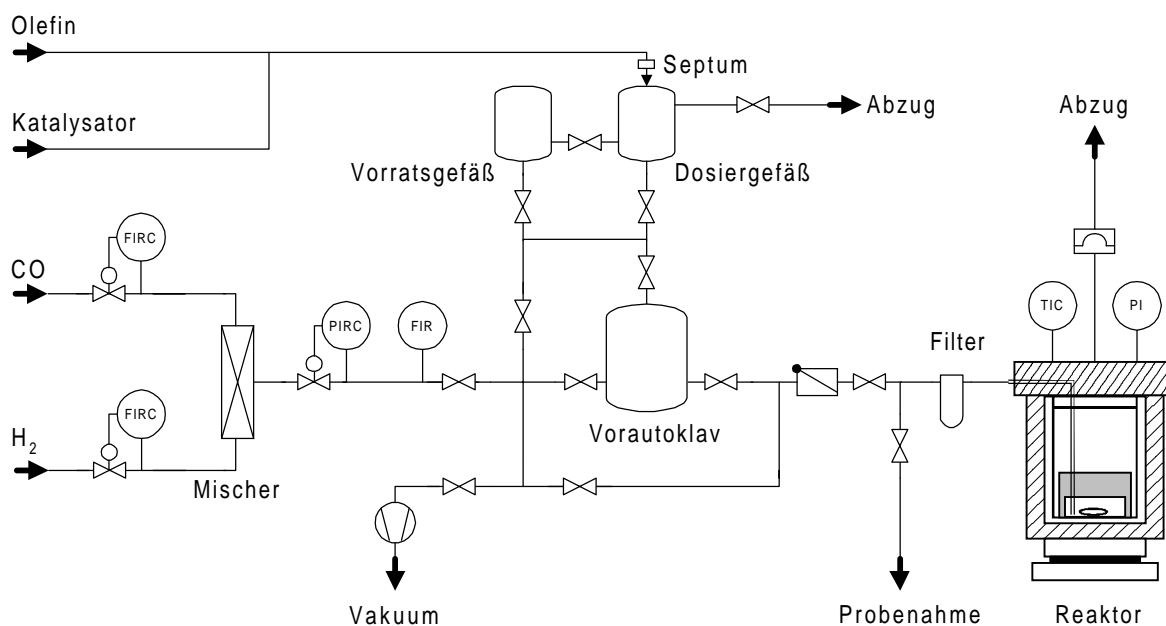 Olefin
Septum
Katalysator
Abzug
Abzug
Vorratsgefäß
Dosiergefäß
FIRC
CO
PIRC
FIR
TIC
PI
Filter
FIRC
H2
Mischer
Vorautoklav
Vakuum
Probenahme
Reaktor